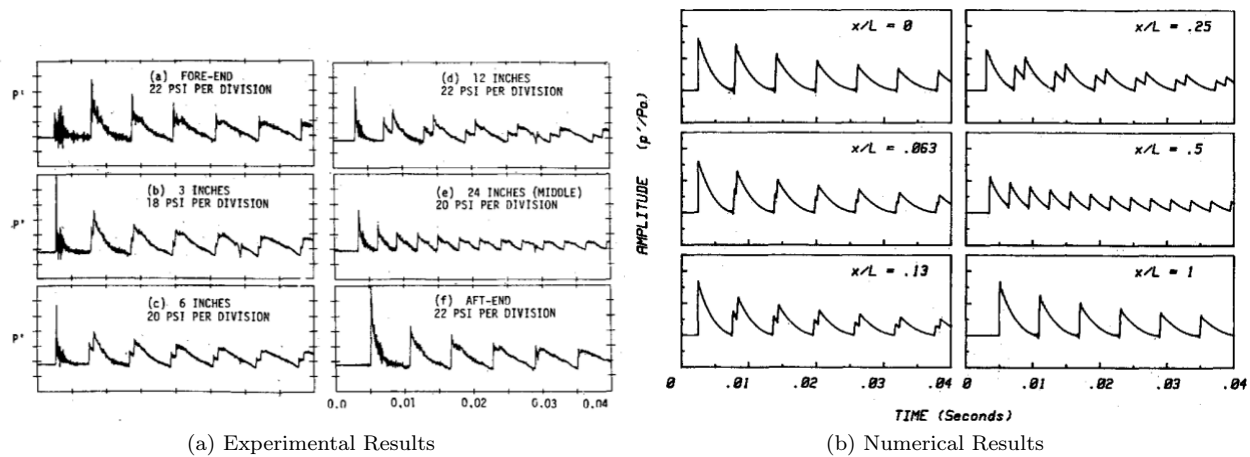 (a) FORE-END
22 PSI PER DIVISION
P'
(b) 3 INCHES
18 PSI PER DIVISION
P'
(c) 6 INCHES
20 PSI PER DIVISION
P'
(d) 12 INCHES
22 PSI PER DIVISION
(e) 24 INCHES (MIDDLE)
20 PSI PER DIVISION
(f) AFT-END
22 PSI PER DIVISION
0.0 0.01 0.02 0.03 0.04
(a) Experimental Results
AMPLITUDE (p'/Po)
x/L = 0
x/L = .25
x/L = .063
x/L = .5
x/L = .13
x/L = 1
0 .01 .02 .03 .04
0 .01 .02 .03 .04
TIME (Seconds)
(b) Numerical Results